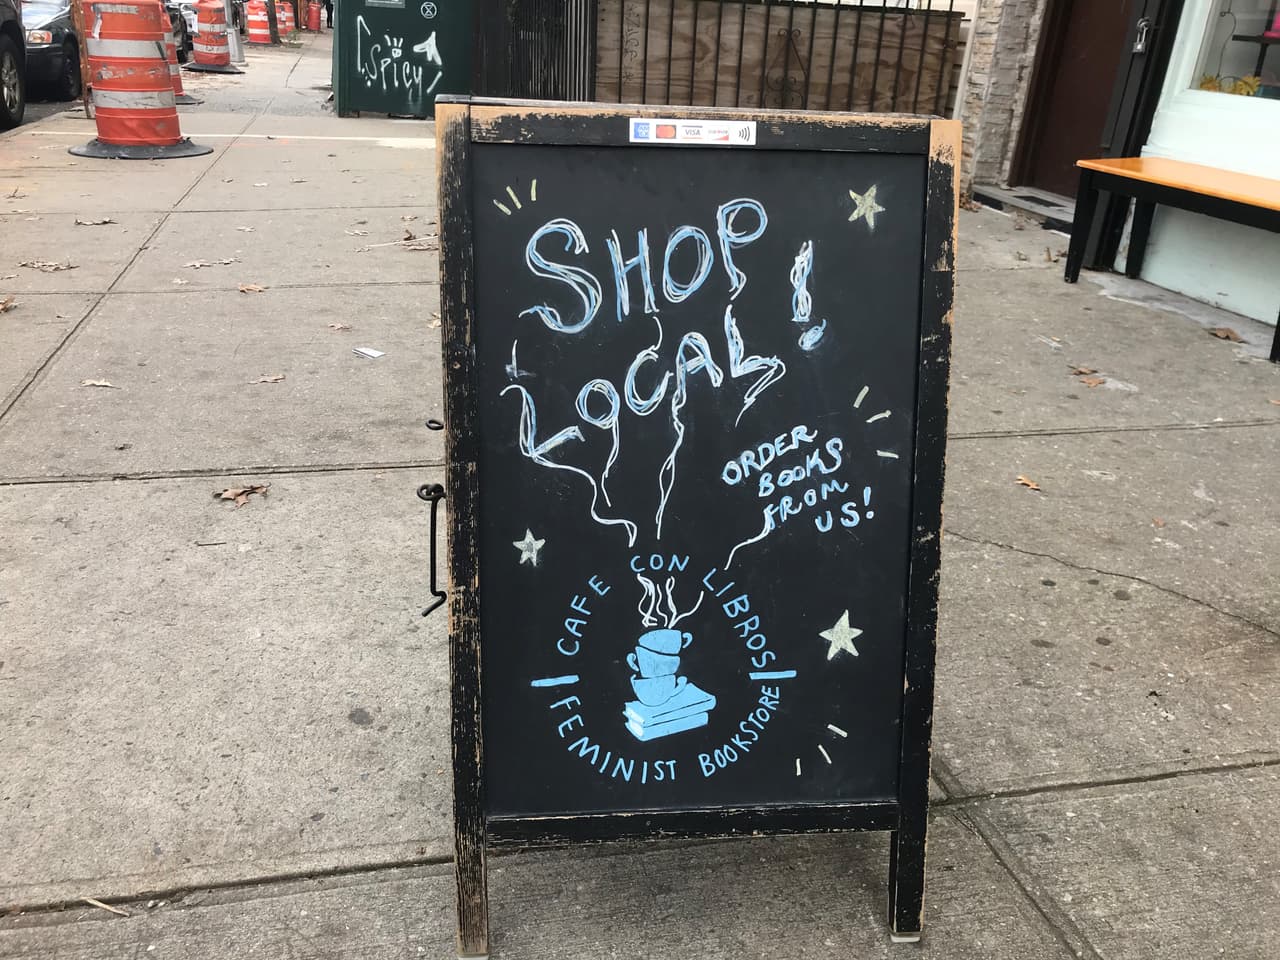 SPICY
VISA
SHOP
LOCAL!
ORDER
BOOKS
FROM
US!
CAFE CON LIBROS
FEMINIST BOOKSTORE